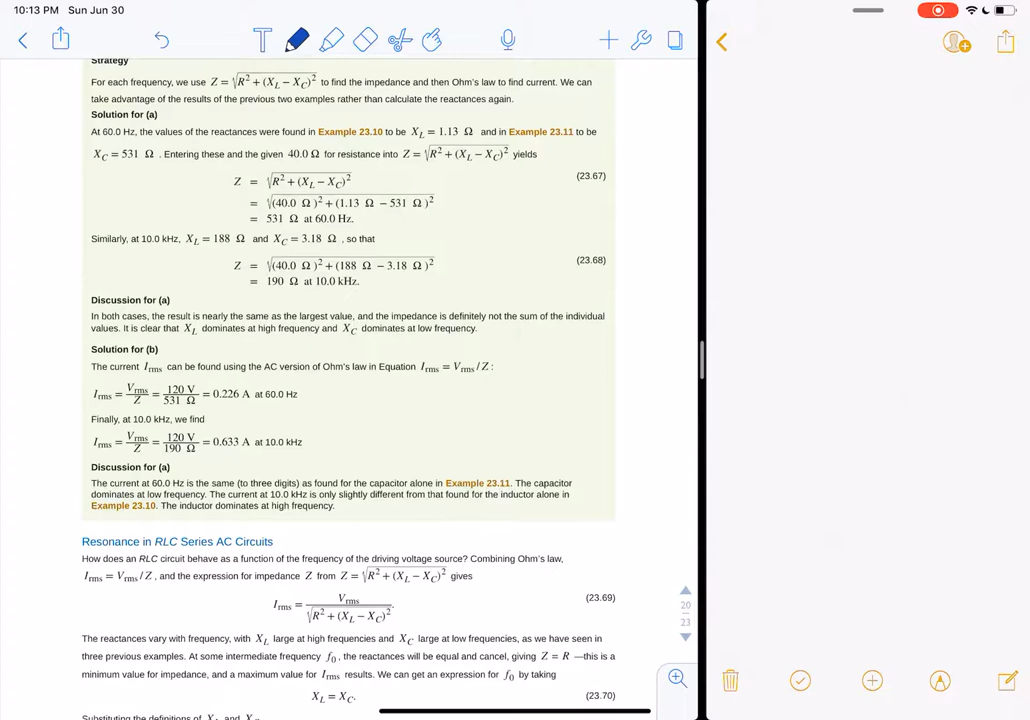 10:13 PM Sun Jun 30
Strategy
For each frequency, we use Z = √R² + (X_L − X_C)² to find the impedance and then Ohm's law to find current. We can
take advantage of the results of the previous two examples rather than calculate the reactances again.
Solution for (a)
At 60.0 Hz, the values of the reactances were found in Example 23.10 to be X_L = 1.13 Ω and in Example 23.11 to be
X_C = 531 Ω . Entering these and the given 40.0 Ω for resistance into Z = √R² + (X_L − X_C)² yields
Z = √R² + (X_L − X_C)² (23.67)
= √(40.0 Ω )² + (1.13 Ω − 531 Ω )²
= 531 Ω at 60.0 Hz.
Similarly, at 10.0 kHz, X_L = 188 Ω and X_C = 3.18 Ω , so that
Z = √(40.0 Ω )² + (188 Ω − 3.18 Ω )² (23.68)
= 190 Ω at 10.0 kHz.
Discussion for (a)
In both cases, the result is nearly the same as the largest value, and the impedance is definitely not the sum of the individual
values. It is clear that X_L dominates at high frequency and X_C dominates at low frequency.
Solution for (b)
The current I_rms can be found using the AC version of Ohm's law in Equation I_rms = V_rms / Z :
I_rms = V_rms/Z = 120 V/531 Ω = 0.226 A at 60.0 Hz
Finally, at 10.0 kHz, we find
I_rms = V_rms/Z = 120 V/190 Ω = 0.633 A at 10.0 kHz
Discussion for (a)
The current at 60.0 Hz is the same (to three digits) as found for the capacitor alone in Example 23.11. The capacitor
dominates at low frequency. The current at 10.0 kHz is only slightly different from that found for the inductor alone in
Example 23.10. The inductor dominates at high frequency.
Resonance in RLC Series AC Circuits
How does an RLC circuit behave as a function of the frequency of the driving voltage source? Combining Ohm's law,
I_rms = V_rms / Z , and the expression for impedance Z from Z = √R² + (X_L − X_C)² gives
I_rms = V_rms/√R² + (X_L − X_C)². (23.69)
The reactances vary with frequency, with X_L large at high frequencies and X_C large at low frequencies, as we have seen in
three previous examples. At some intermediate frequency f₀ , the reactances will be equal and cancel, giving Z = R —this is a
minimum value for impedance, and a maximum value for I_rms results. We can get an expression for f₀ by taking
X_L = X_C. (23.70)
Substituting the definitions of X_L and X_C,
20
23